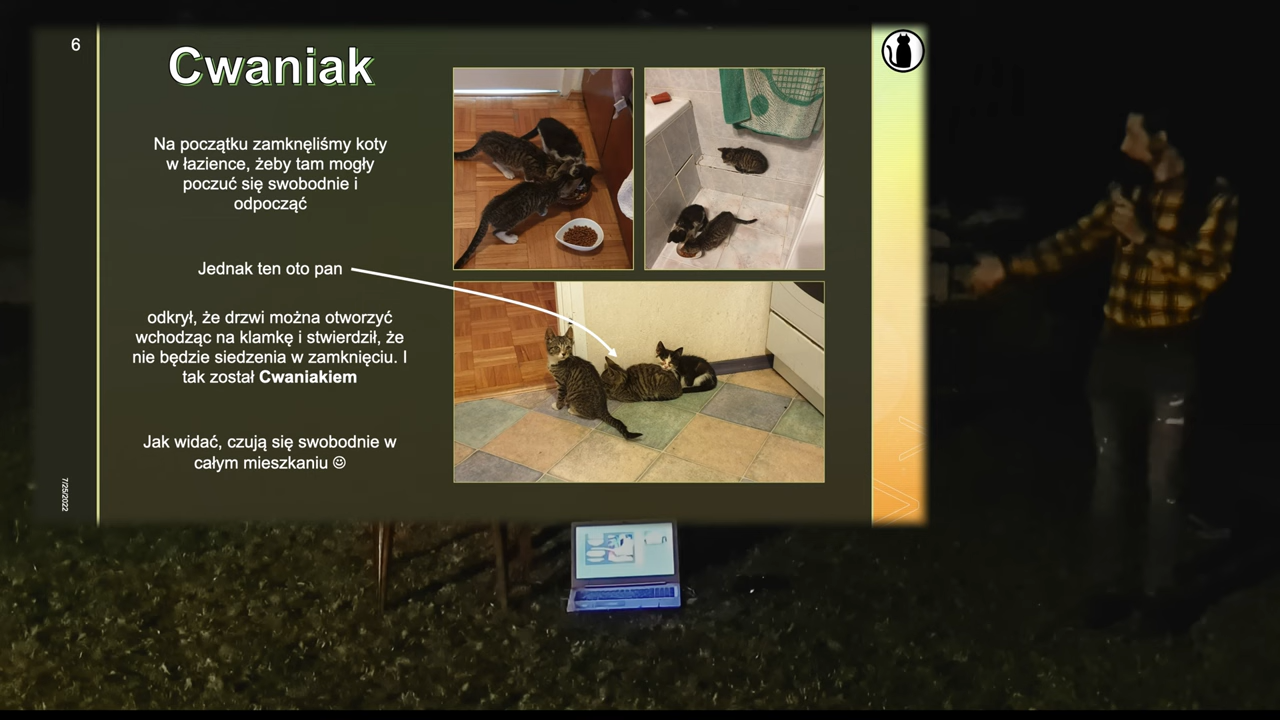 6
Cwaniak
Na początku zamknęliśmy koty
w łazience, żeby tam mogły
poczuć się swobodnie i
odpocząć
Jednak ten oto pan
odkrył, że drzwi można otworzyć
wchodząc na klamkę i stwierdził, że
nie będzie siedzenia w zamknięciu. I
tak został Cwaniakiem
Jak widać, czują się swobodnie w
całym mieszkaniu ☺
7/25/2022